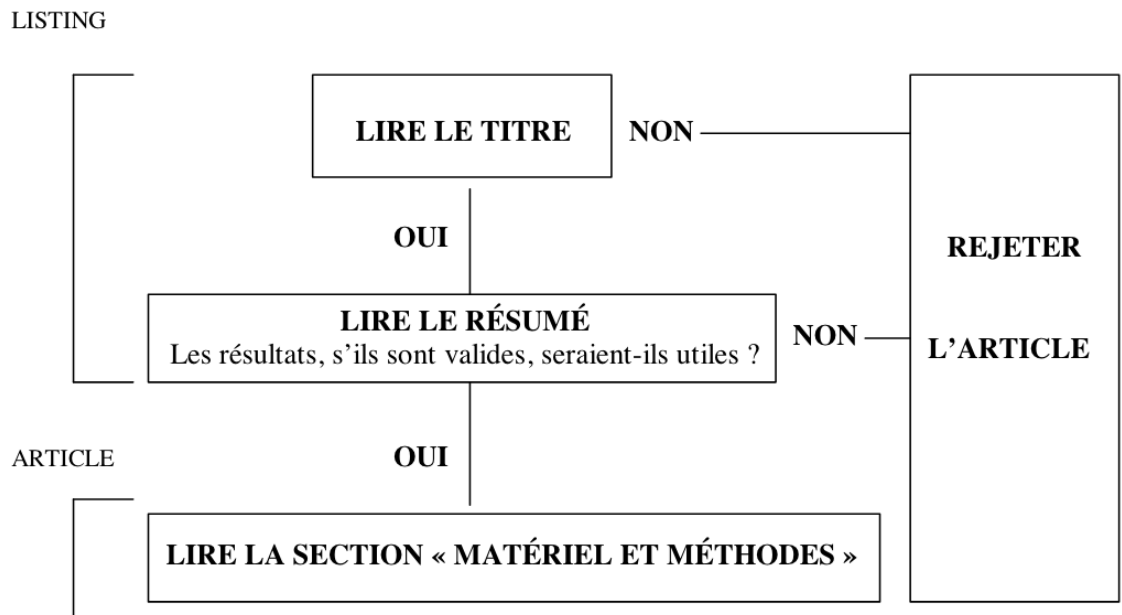 LISTING
LIRE LE TITRE
NON
OUI
REJETER
L’ARTICLE
LIRE LE RÉSUMÉ
Les résultats, s’ils sont valides, seraient-ils utiles ?
NON
ARTICLE
OUI
LIRE LA SECTION « MATÉRIEL ET MÉTHODES »